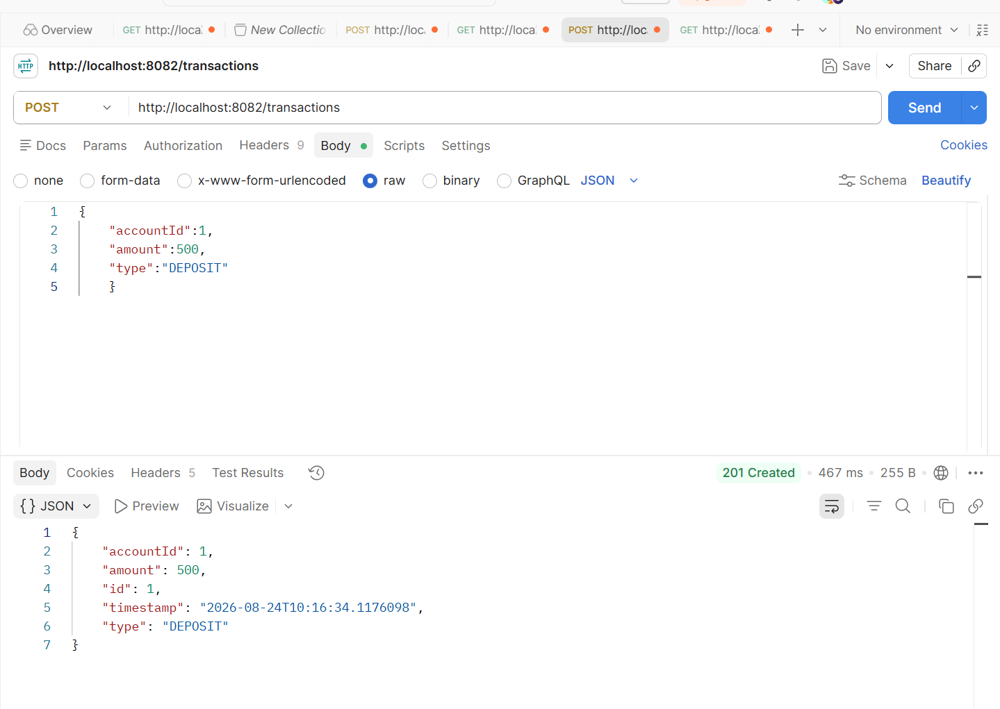 Overview GET http://loca New Collectio POST http://loc GET http://loca POST http://loc GET http://loca No environment
HTTP http://localhost:8082/transactions Save Share
POST http://localhost:8082/transactions Send
Docs Params Authorization Headers 9 Body Scripts Settings Cookies
none form-data x-www-form-urlencoded raw binary GraphQL JSON Schema Beautify
1 {
2 "accountId":1,
3 "amount":500,
4 "type":"DEPOSIT"
5 }
Body Cookies Headers 5 Test Results 201 Created 467 ms 255 B
{} JSON Preview Visualize
1 {
2 "accountId": 1,
3 "amount": 500,
4 "id": 1,
5 "timestamp": "2026-08-24T10:16:34.1176098",
6 "type": "DEPOSIT"
7 }